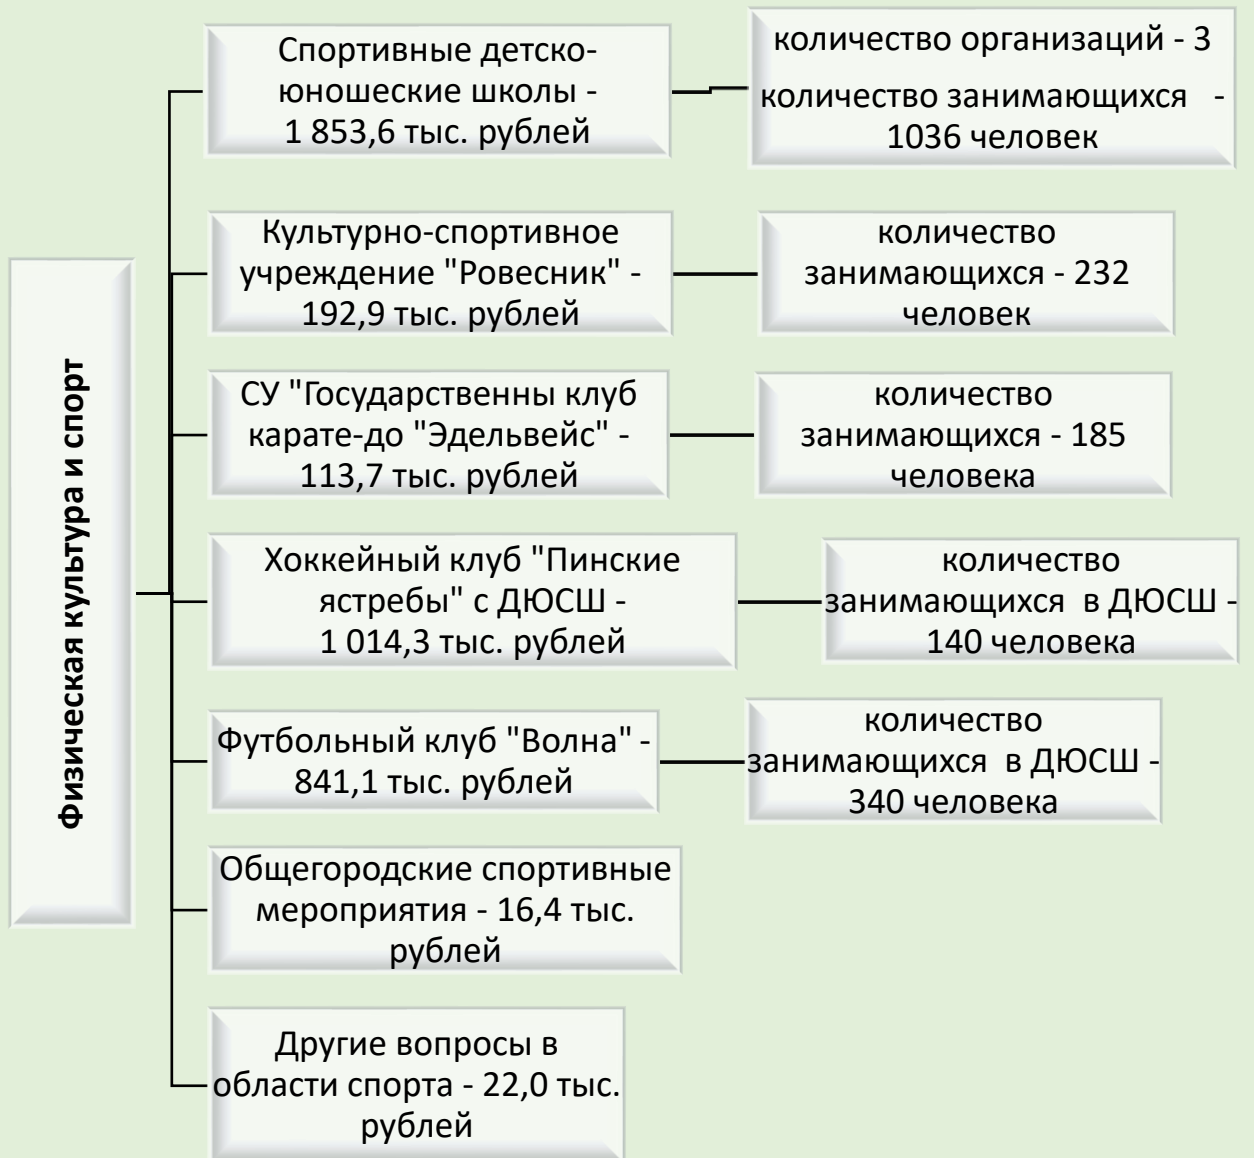 Физическая культура и спорт
Спортивные детско-
юношеские школы -
1 853,6 тыс. рублей
количество организаций - 3
количество занимающихся -
1036 человек
Культурно-спортивное
учреждение "Ровесник" -
192,9 тыс. рублей
количество
занимающихся - 232
человек
СУ "Государственны клуб
карате-до "Эдельвейс" -
113,7 тыс. рублей
количество
занимающихся - 185
человека
Хоккейный клуб "Пинские
ястребы" с ДЮСШ -
1 014,3 тыс. рублей
количество
занимающихся в ДЮСШ -
140 человека
Футбольный клуб "Волна" -
841,1 тыс. рублей
количество
занимающихся в ДЮСШ -
340 человека
Общегородские спортивные
мероприятия - 16,4 тыс.
рублей
Другие вопросы в
области спорта - 22,0 тыс.
рублей